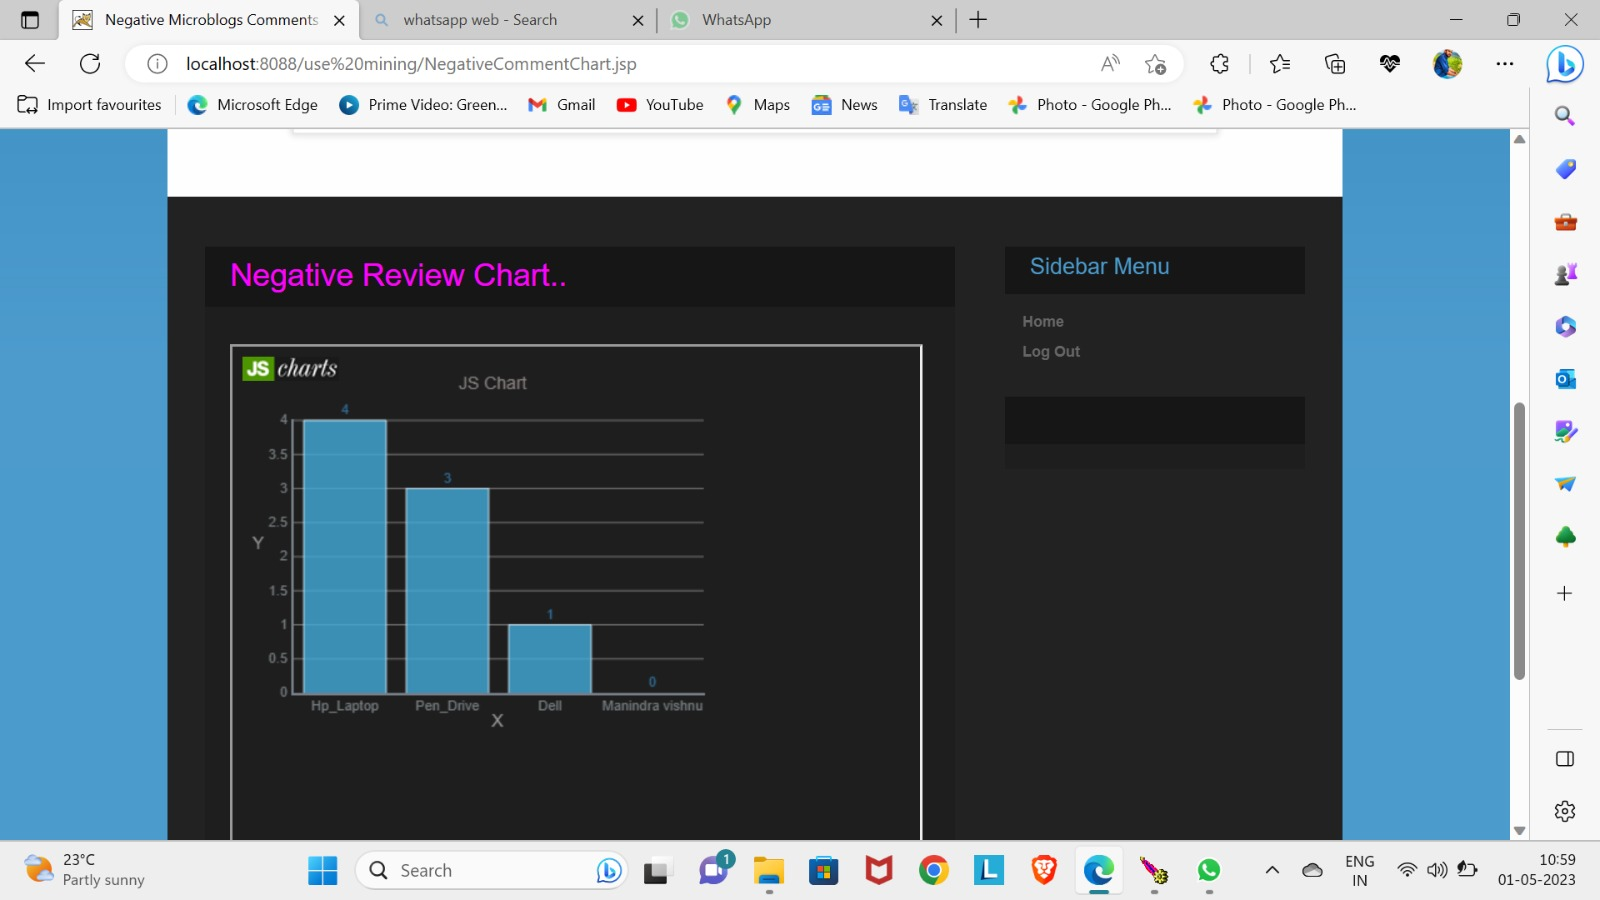 Negative Microblogs Comments
whatsapp web - Search
WhatsApp
localhost:8088/use%20mining/NegativeCommentChart.jsp
Import favourites
Microsoft Edge
Prime Video: Green...
Gmail
YouTube
Maps
News
Translate
Photo - Google Ph...
Photo - Google Ph...
Negative Review Chart..
Sidebar Menu
Home
Log Out
JS charts
JS Chart
4
3.5
3
2.5
2
1.5
1
0.5
0
Y
4
3
1
0
Hp_Laptop
Pen_Drive
Dell
Manindra vishnu
X
23°C
Partly sunny
Search
1
L
ENG
IN
10:59
01-05-2023